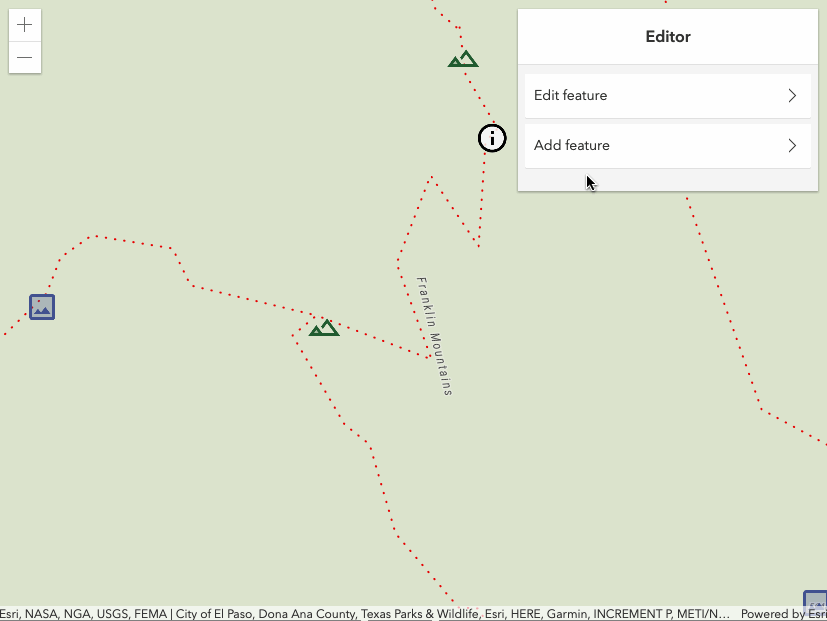 Editor
Edit feature
Add feature
Franklin Mountains
Esri, NASA, NGA, USGS, FEMA | City of El Paso, Dona Ana County, Texas Parks & Wildlife, Esri, HERE, Garmin, INCREMENT P, METI/N... Powered by Esri